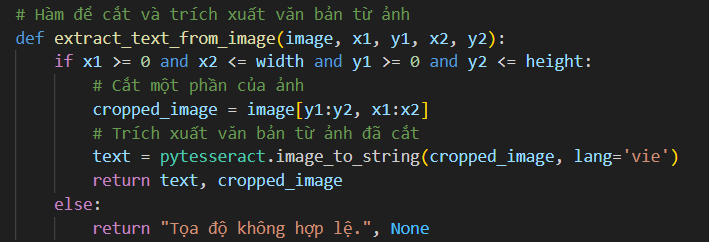 # Hàm để cắt và trích xuất văn bản từ ảnh
def extract_text_from_image(image, x1, y1, x2, y2):
    if x1 >= 0 and x2 <= width and y1 >= 0 and y2 <= height:
        # Cắt một phần của ảnh
        cropped_image = image[y1:y2, x1:x2]
        # Trích xuất văn bản từ ảnh đã cắt
        text = pytesseract.image_to_string(cropped_image, lang='vie')
        return text, cropped_image
    else:
        return "Tọa độ không hợp lệ.", None